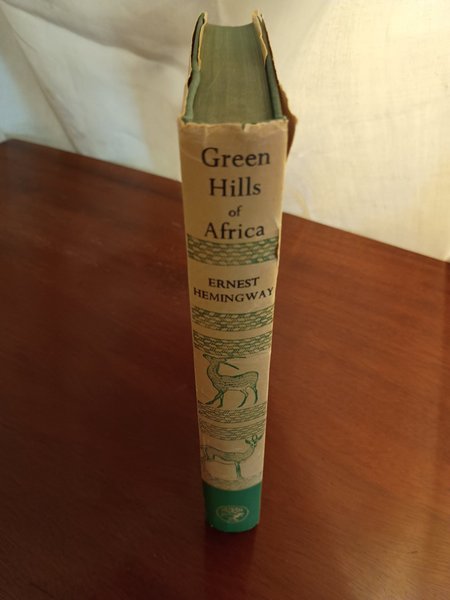 Green
Hills
of
Africa
ERNEST
HEMINGWAY